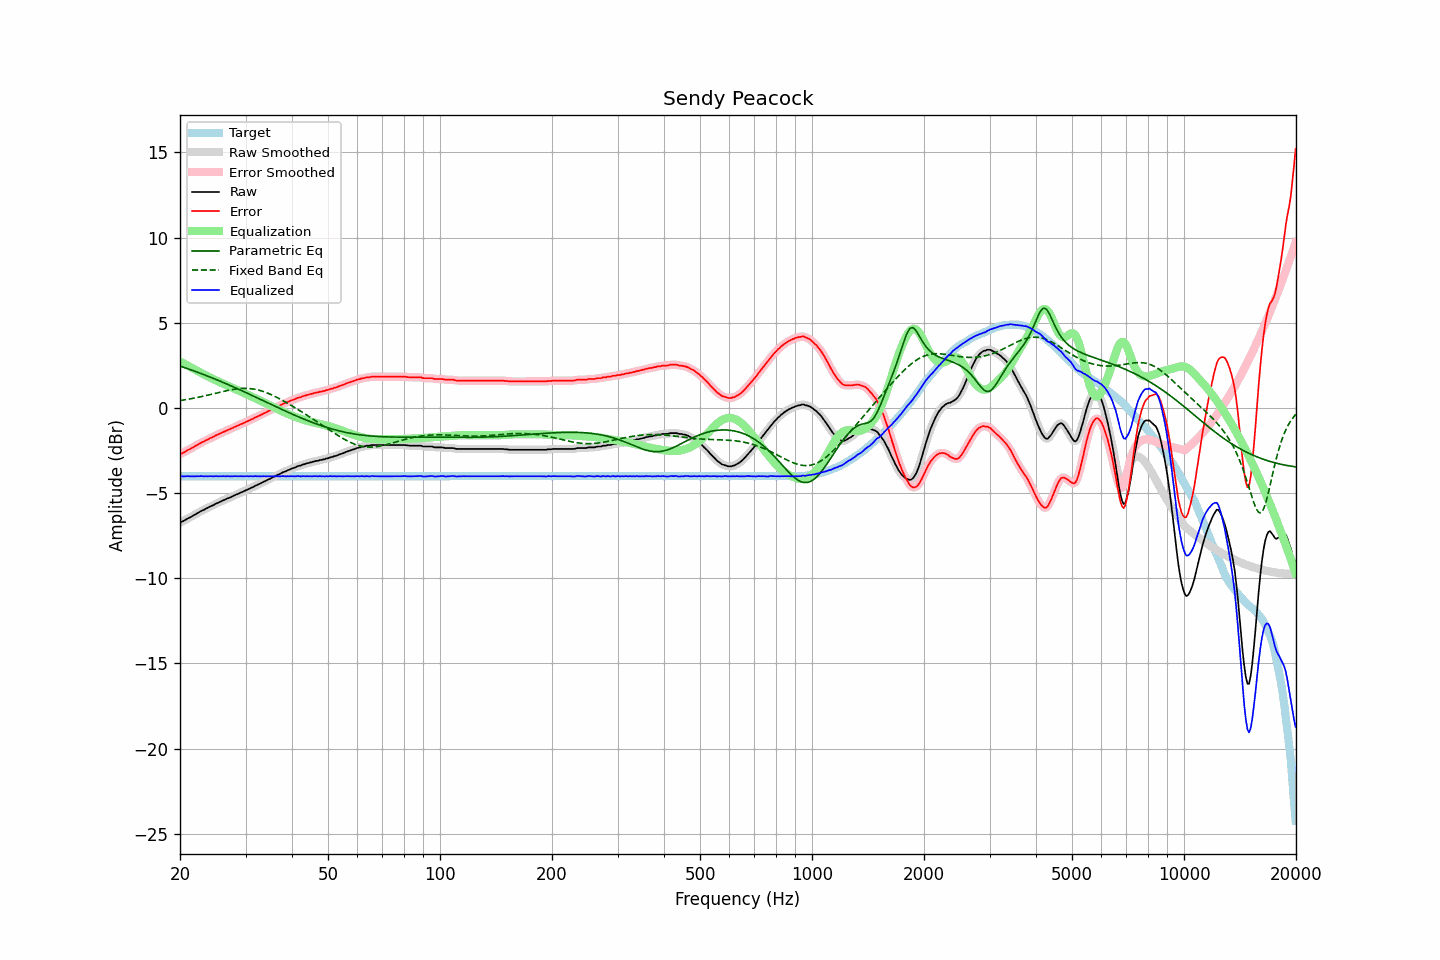 Sendy Peacock
Target
Raw Smoothed
Error Smoothed
Raw
Error
Equalization
Parametric Eq
Fixed Band Eq
Equalized
15
10
5
0
−5
−10
−15
−20
−25
Amplitude (dBr)
20 50 100 200 500 1000 2000 5000 10000 20000
Frequency (Hz)